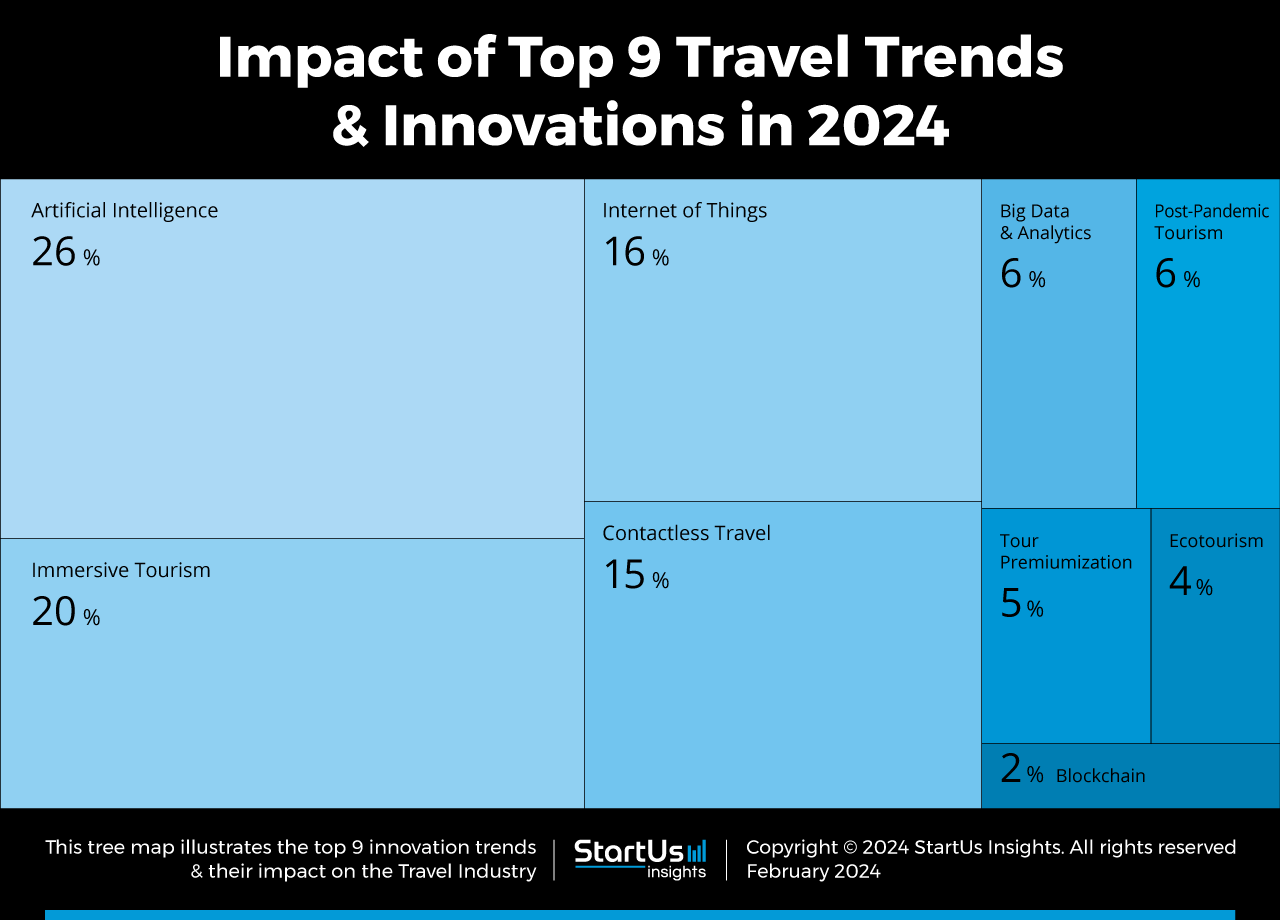 Impact of Top 9 Travel Trends
& Innovations in 2024
Artificial Intelligence
26 %
Immersive Tourism
20 %
Internet of Things
16 %
Contactless Travel
15 %
Big Data
& Analytics
6 %
Post-Pandemic
Tourism
6 %
Tour
Premiumization
5 %
Ecotourism
4 %
2 % Blockchain
This tree map illustrates the top 9 innovation trends
& their impact on the Travel Industry
StartUs
insights
Copyright © 2024 StartUs Insights. All rights reserved
February 2024